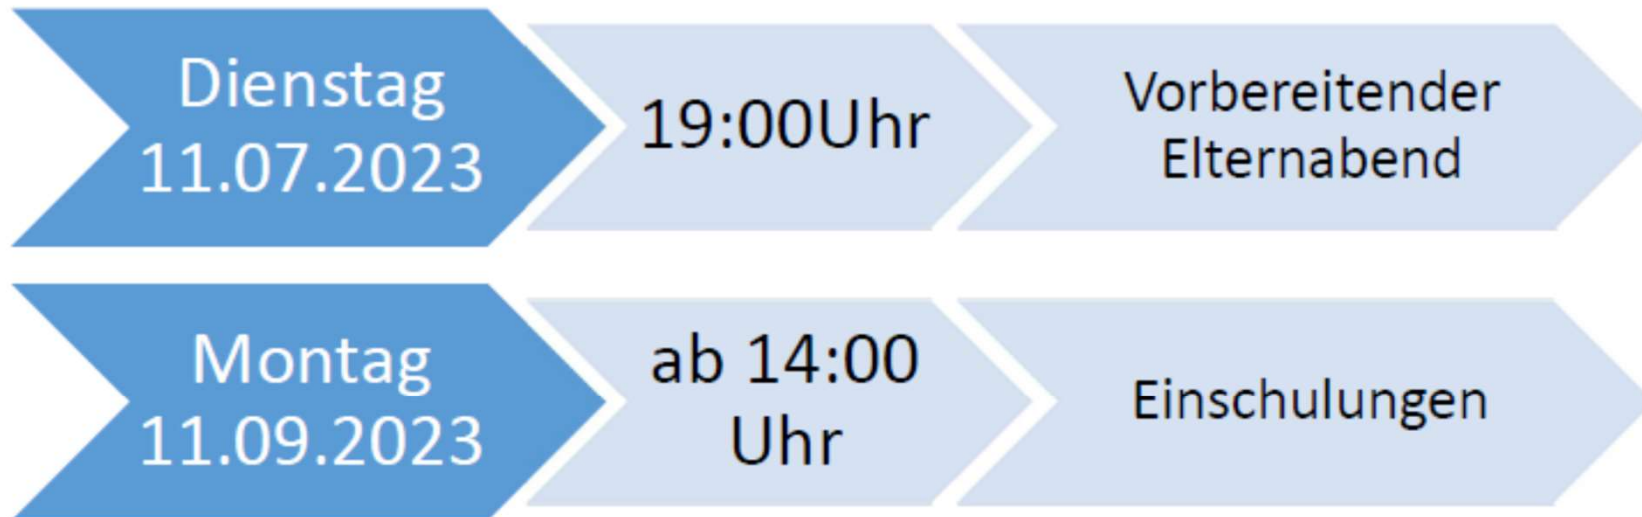 Dienstag
11.07.2023
19:00Uhr
Vorbereitender
Elternabend
Montag
11.09.2023
ab 14:00
Uhr
Einschulungen